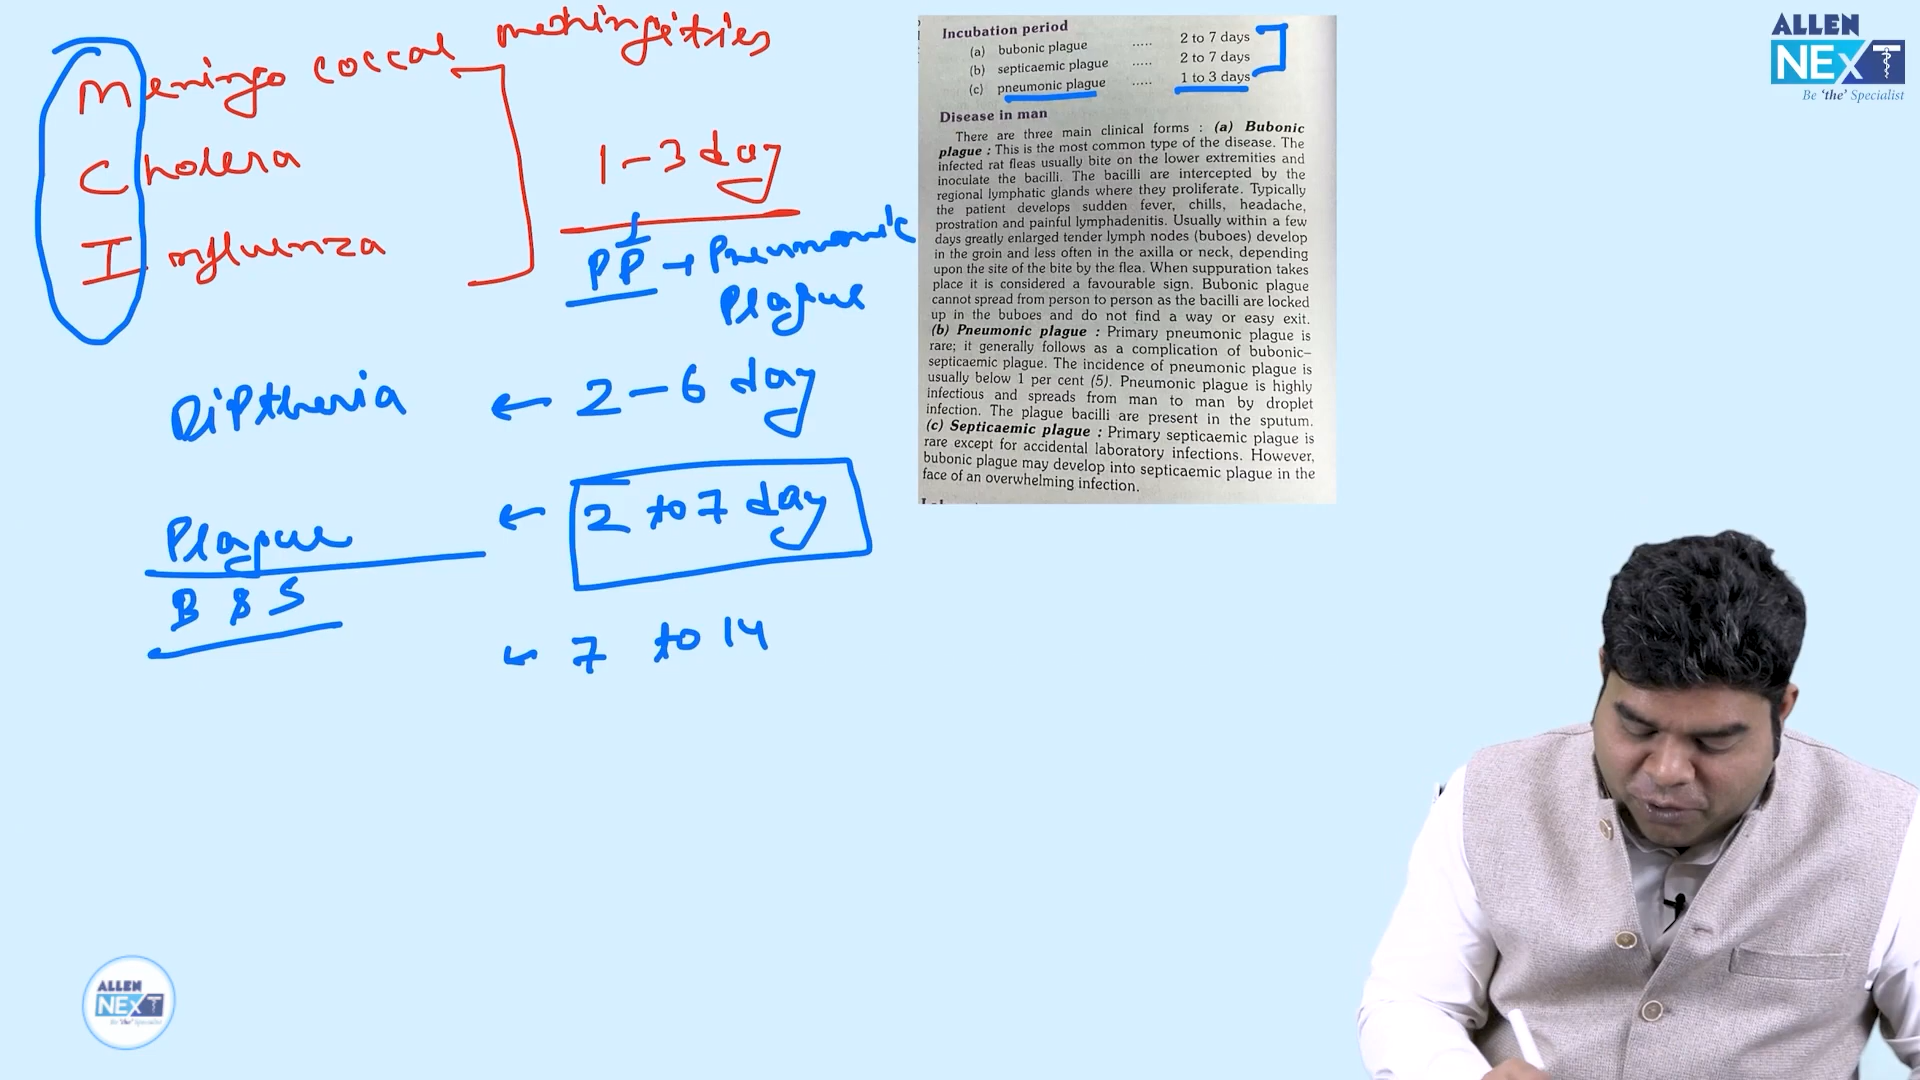 Meningo coccal meningities
Cholera
Influenza
1-3 day
PP → Pneumonic
Plague
Diptheria ← 2-6 day
Plague ← 2 to 7 day
B & S
← 7 to 14
Incubation period
(a) bubonic plague ..... 2 to 7 days
(b) septicaemic plague ..... 2 to 7 days
(c) pneumonic plague ..... 1 to 3 days
Disease in man
There are three main clinical forms : (a) Bubonic
plague : This is the most common type of the disease. The
infected rat fleas usually bite on the lower extremities and
inoculate the bacilli. The bacilli are intercepted by the
regional lymphatic glands where they proliferate. Typically
the patient develops sudden fever, chills, headache,
prostration and painful lymphadenitis. Usually within a few
days greatly enlarged tender lymph nodes (buboes) develop
in the groin and less often in the axilla or neck, depending
upon the site of the bite by the flea. When suppuration takes
place it is considered a favourable sign. Bubonic plague
cannot spread from person to person as the bacilli are locked
up in the buboes and do not find a way or easy exit.
(b) Pneumonic plague : Primary pneumonic plague is
rare; it generally follows as a complication of bubonic–
septicaemic plague. The incidence of pneumonic plague is
usually below 1 per cent (5). Pneumonic plague is highly
infectious and spreads from man to man by droplet
infection. The plague bacilli are present in the sputum.
(c) Septicaemic plague : Primary septicaemic plague is
rare except for accidental laboratory infections. However,
bubonic plague may develop into septicaemic plague in the
face of an overwhelming infection.
ALLEN
NEXT
Be 'the' Specialist
ALLEN
NEXT
Be 'the' Specialist